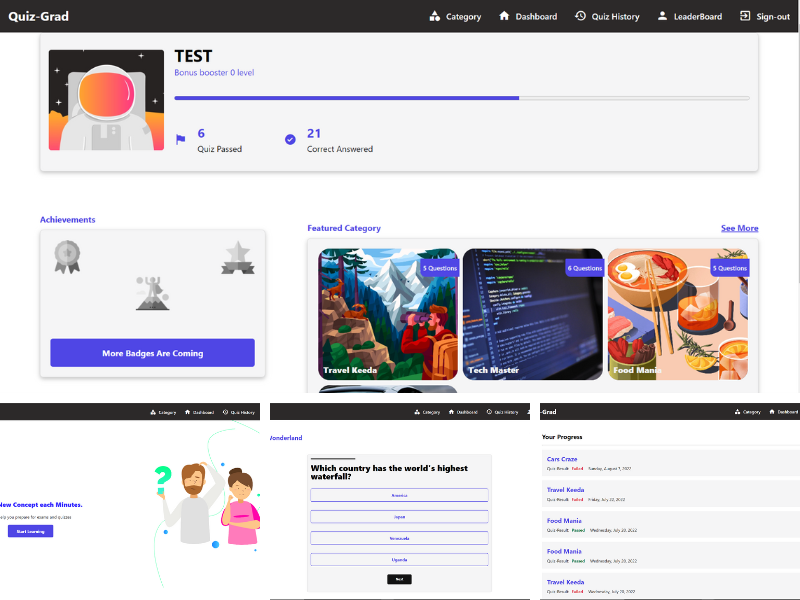 Quiz-Grad
Category
Dashboard
Quiz History
LeaderBoard
Sign-out
TEST
Bonus booster 0 level
6
Quiz Passed
21
Correct Answered
Achievements
More Badges Are Coming
Featured Category
See More
5 Questions
Travel Keeda
6 Questions
Tech Master
5 Questions
Food Mania
Category
Dashboard
Quiz History
New Concept each Minutes.
elp you prepare for exams and quizzes
Start Learning
Category
Dashboard
Quiz History
Wonderland
Which country has the world's highest
waterfall?
America
Japan
Venezuela
Uganda
Next
-Grad
Category
Dashboard
Your Progress
Cars Craze
Quiz-Result: Failed Sunday, August 7, 2022
Travel Keeda
Quiz-Result: Failed Friday, July 22, 2022
Food Mania
Quiz-Result: Passed Wednesday, July 20, 2022
Food Mania
Quiz-Result: Passed Wednesday, July 20, 2022
Travel Keeda
Quiz-Result: Failed Wednesday, July 20, 2022